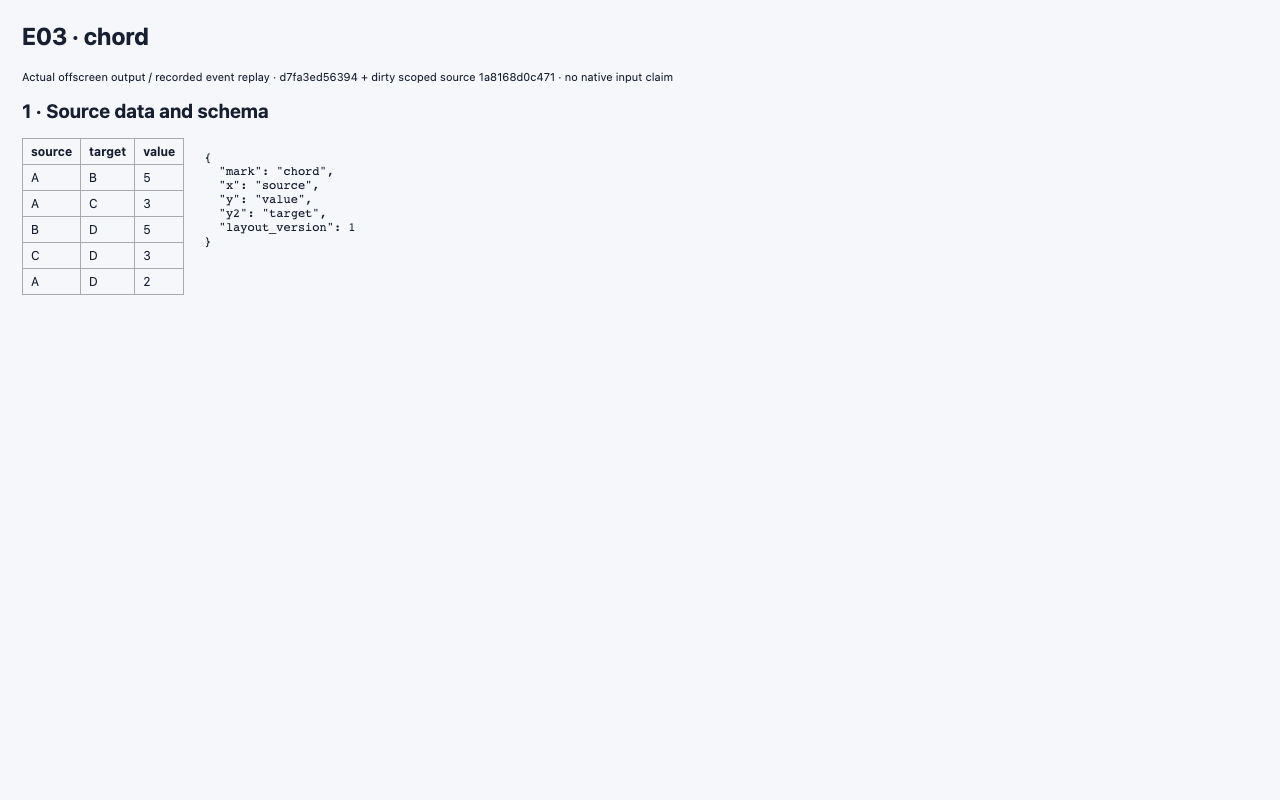 E03 · chord
Actual offscreen output / recorded event replay · d7fa3ed56394 + dirty scoped source 1a8168d0c471 · no native input claim
1 · Source data and schema
source target value
A B 5
A C 3
B D 5
C D 3
A D 2
{
  "mark": "chord",
  "x": "source",
  "y": "value",
  "y2": "target",
  "layout_version": 1
}